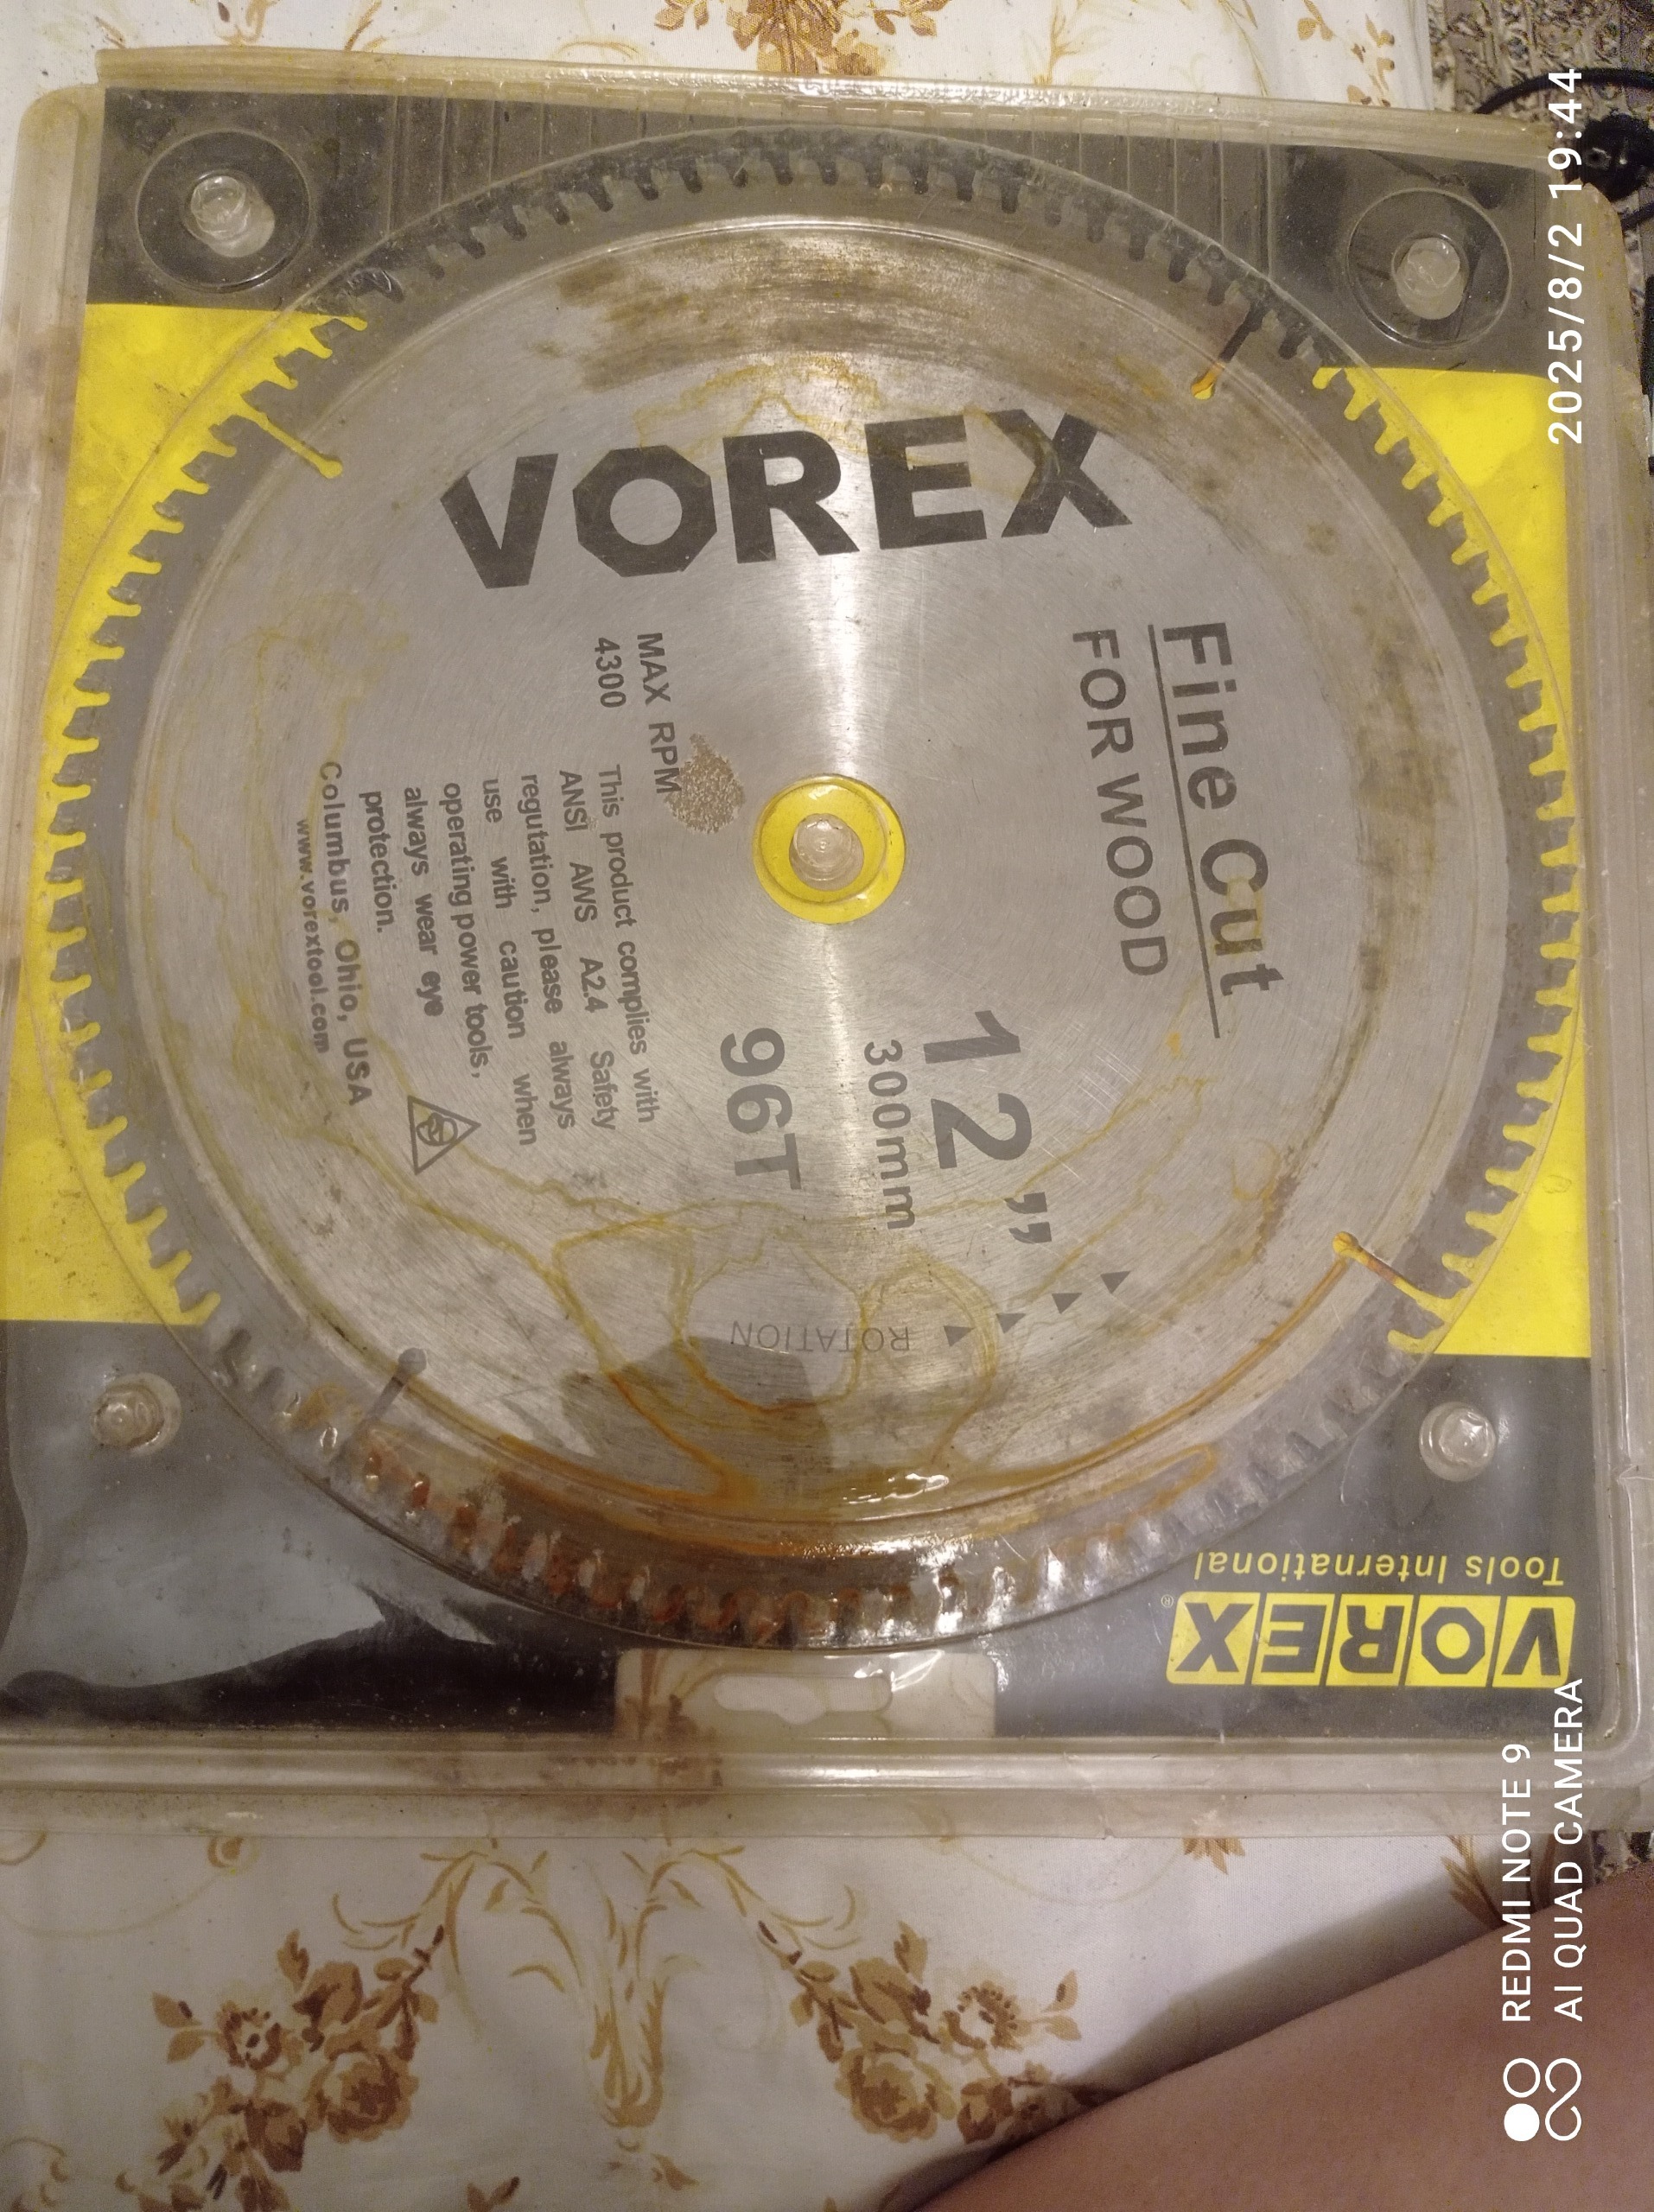 VOREX
Fine Cut
FOR WOOD
12”
300mm
96T
MAX RPM
4300
This product complies with
ANSI AWS A2.4 Safety
regutation, please always
use with caution when
operating power tools,
always wear eye
protection.
Columbus, Ohio, USA
www.vorextool.com
ROTATION
VOREX®
Tools International
2025/8/2 19:44
REDMI NOTE 9
AI QUAD CAMERA